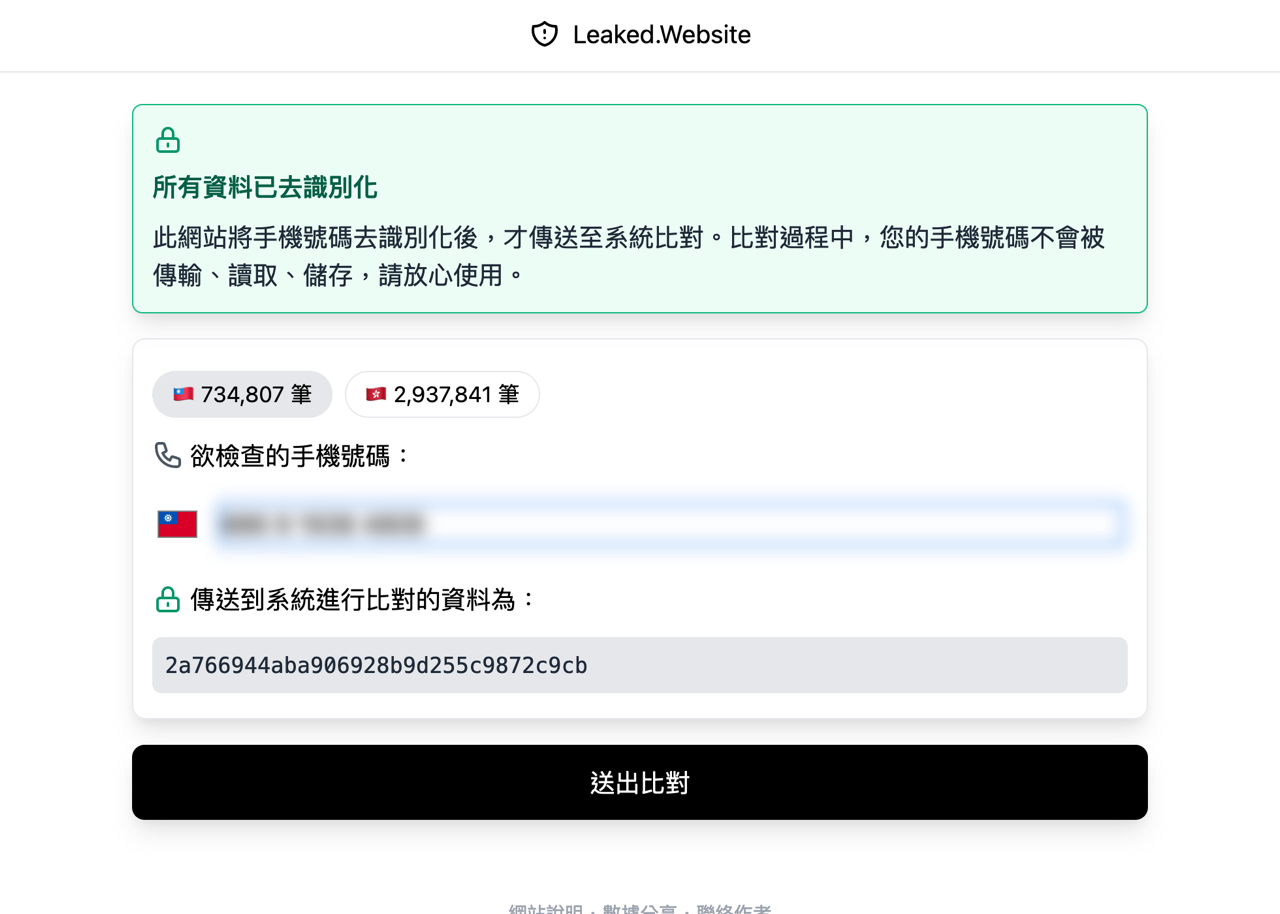 Leaked.Website
所有資料已去識別化
此網站將手機號碼去識別化後，才傳送至系統比對。比對過程中，您的手機號碼不會被
傳輸、讀取、儲存，請放心使用。
734,807 筆
2,937,841 筆
欲檢查的手機號碼：
傳送到系統進行比對的資料為：
2a766944aba906928b9d255c9872c9cb
送出比對
網站說明．數據分享．聯絡作者